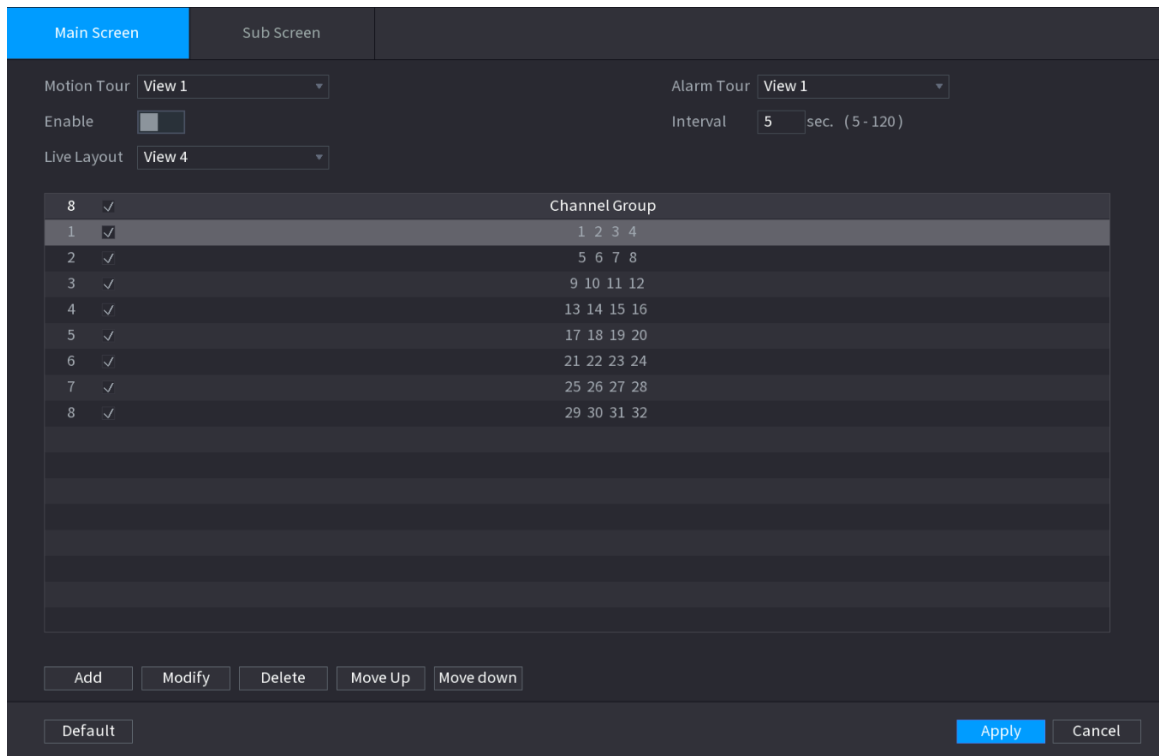 Main Screen Sub Screen
Motion Tour View 1 Alarm Tour View 1
Enable Interval 5 sec. (5-120)
Live Layout View 4
8 Channel Group
1 1 2 3 4
2 5 6 7 8
3 9 10 11 12
4 13 14 15 16
5 17 18 19 20
6 21 22 23 24
7 25 26 27 28
8 29 30 31 32
Add Modify Delete Move Up Move down
Default Apply Cancel